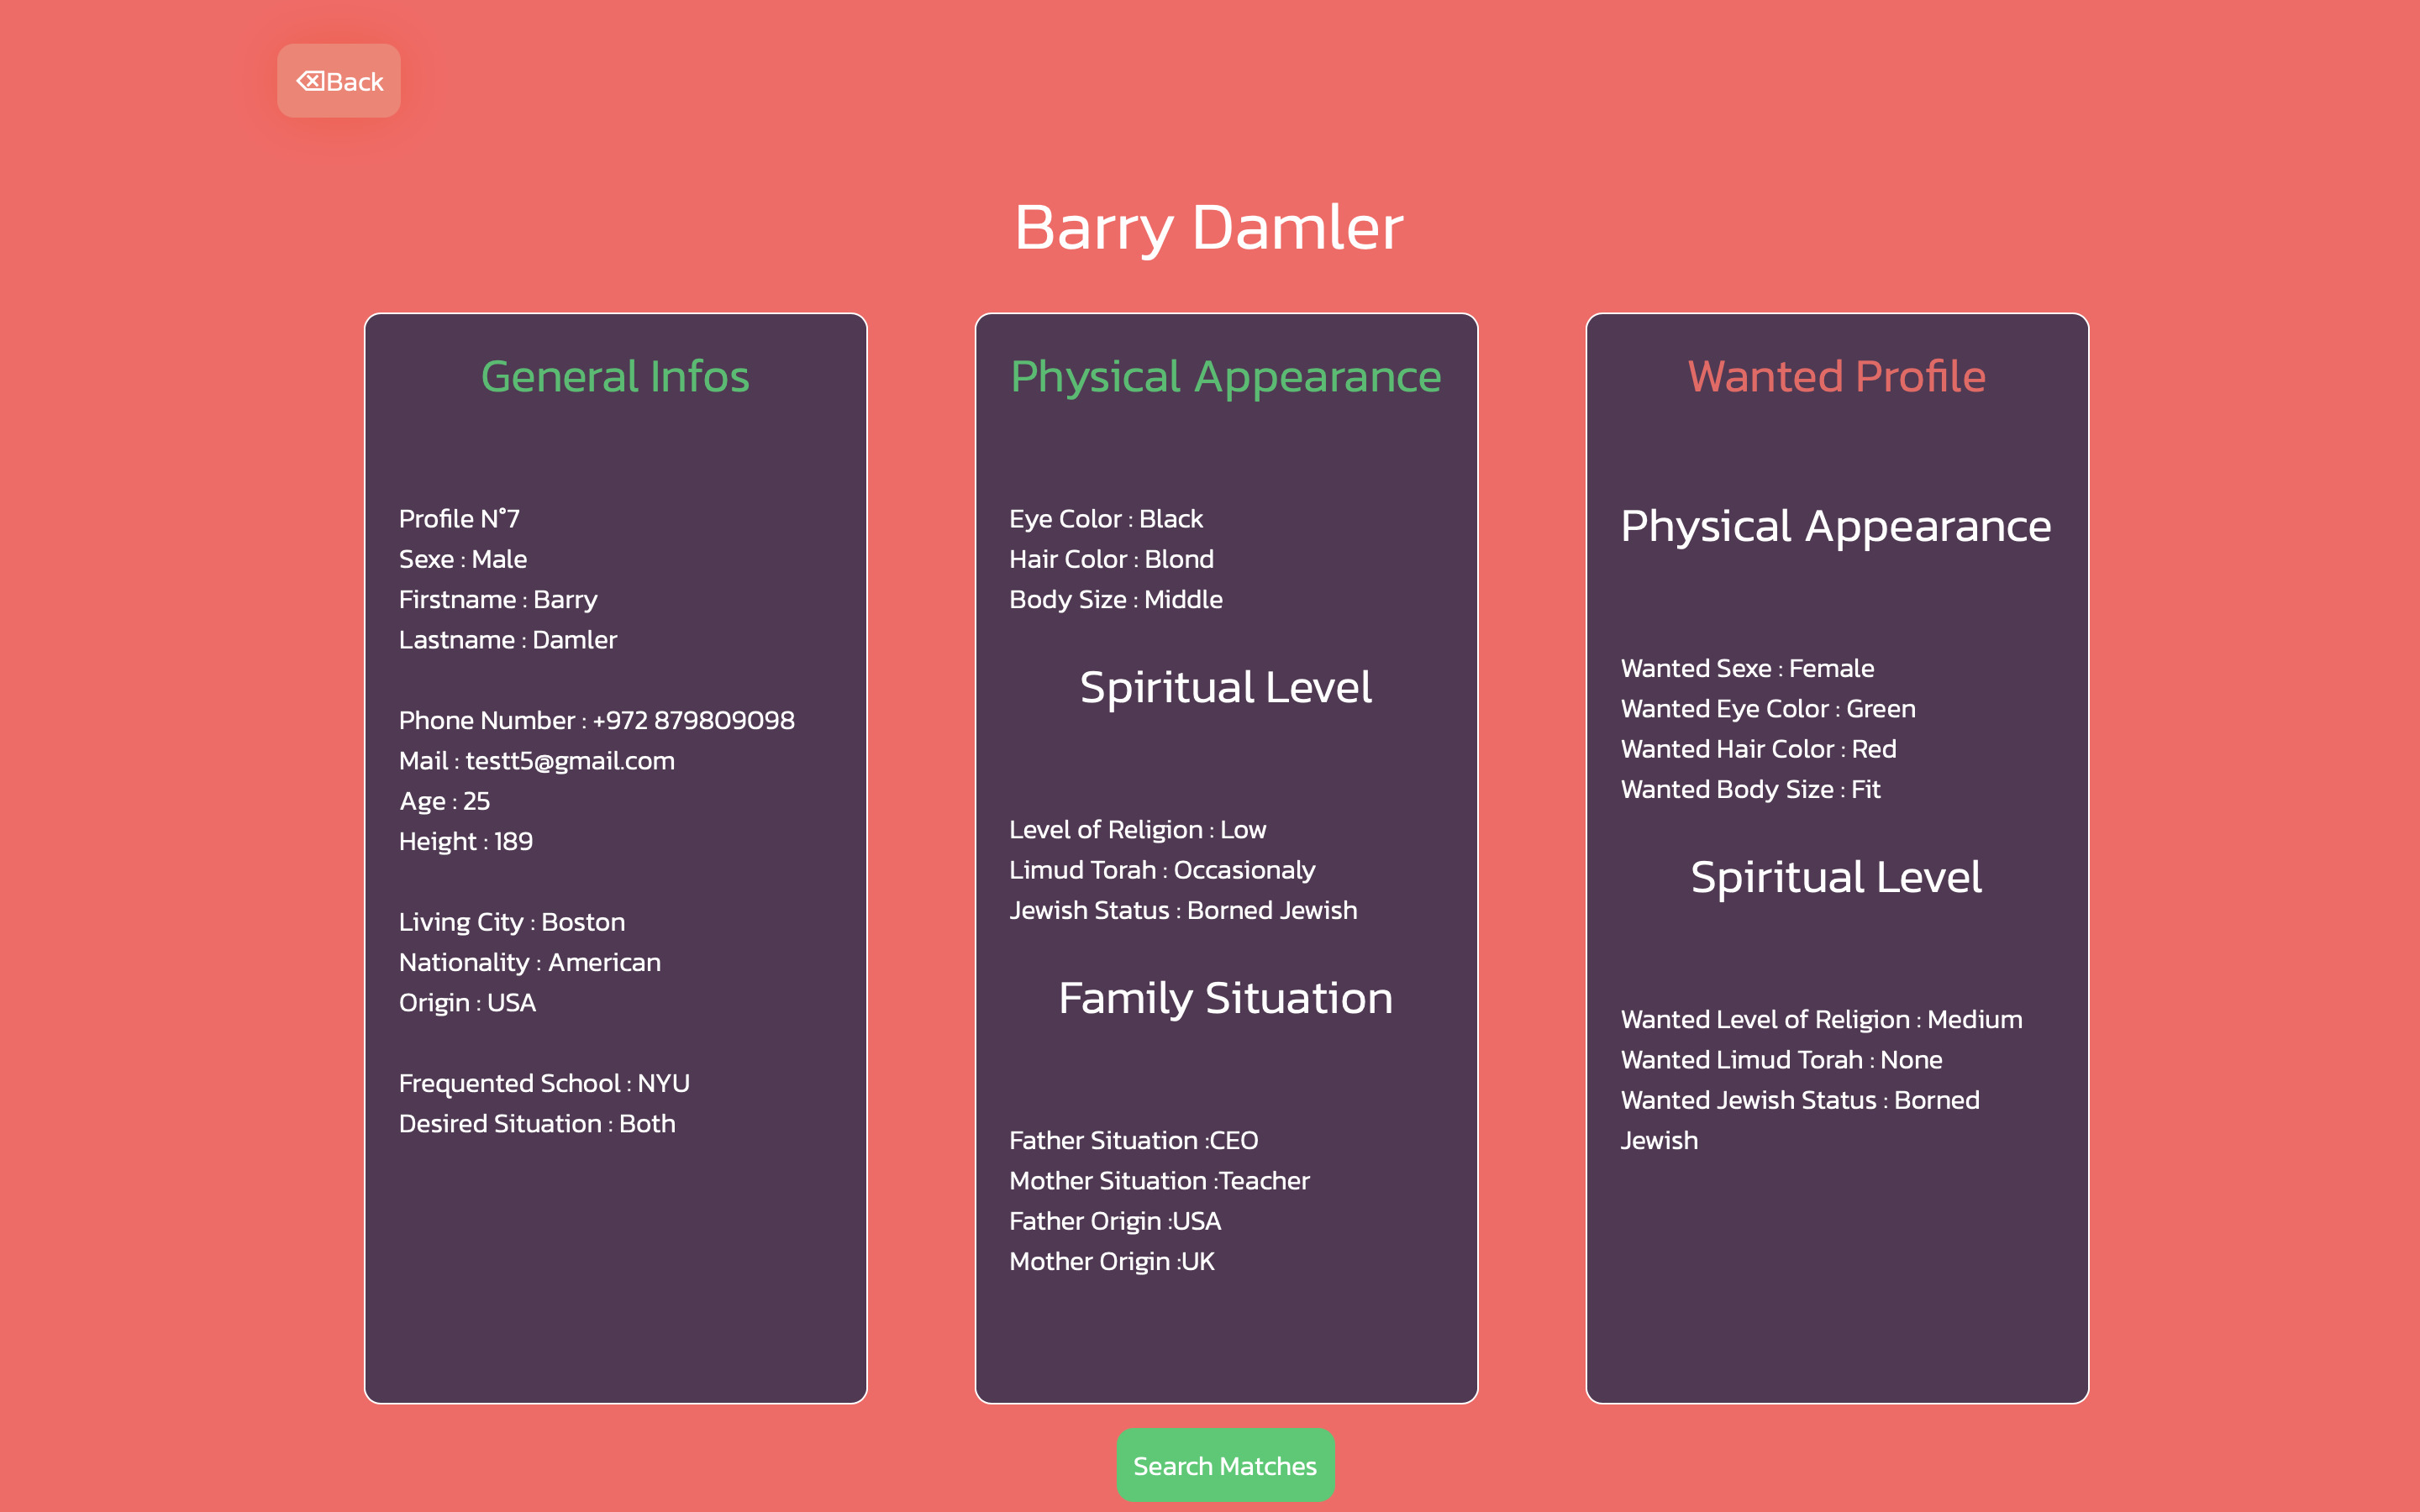 Back
Barry Damler
General Infos
Profile N°7
Sexe : Male
Firstname : Barry
Lastname : Damler
Phone Number : +972 879809098
Mail : testt5@gmail.com
Age : 25
Height : 189
Living City : Boston
Nationality : American
Origin : USA
Frequented School : NYU
Desired Situation : Both
Physical Appearance
Eye Color : Black
Hair Color : Blond
Body Size : Middle
Spiritual Level
Level of Religion : Low
Limud Torah : Occasionaly
Jewish Status : Borned Jewish
Family Situation
Father Situation :CEO
Mother Situation :Teacher
Father Origin :USA
Mother Origin :UK
Wanted Profile
Physical Appearance
Wanted Sexe : Female
Wanted Eye Color : Green
Wanted Hair Color : Red
Wanted Body Size : Fit
Spiritual Level
Wanted Level of Religion : Medium
Wanted Limud Torah : None
Wanted Jewish Status : Borned
Jewish
Search Matches